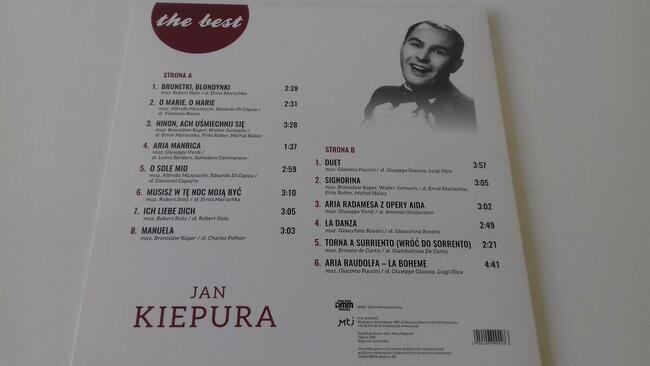 the best
STRONA A
1. BRUNETKI, BLONDYNKI 2:28
muz. Robert Stolz / sł. Ernst Marischka
2. O MARIE, O MARIE 2:31
muz. Alfredo Mazzucchi, Eduardo Di Capua /
sł. Vincenzo Russo
3. NINON, ACH UŚMIECHNIJ SIĘ 3:28
muz. Bronisław Kaper, Walter Jurmann /
sł. Ernst Marischka, Fritz Rotter, Michał Halicz
4. ARIA MANRICA 1:37
muz. Giuseppe Verdi /
sł. Leone Bardare, Salvadore Cammarano
5. O SOLE MIO 2:59
muz. Alfredo Mazzucchi, Eduardo Di Capua /
sł. Giovanni Capurro
6. MUSISZ W TĘ NOC MOJĄ BYĆ 3:10
muz. Robert Stolz / sł. Ernst Marischka
7. ICH LIEBE DICH 3:05
muz. Robert Stolz / sł. Robert Stolz
8. MANUELA 3:03
muz. Bronisław Kaper / sł. Charles Pothier
STRONA B
1. DUET 3:57
muz. Giacomo Puccini / sł. Giuseppe Giacosa, Luigi Illica
2. SIGNORINA 3:05
muz. Bronisław Kaper, Walter Jurmann / sł. Ernst Marischka,
Fritz Rotter, Michał Halicz
3. ARIA RADAMESA Z OPERY AIDA 3:02
muz. Giuseppe Verdi / sł. Antonio Ghislanzoni
4. LA DANZA 2:49
muz. Gioacchino Rossini / sł. Gioacchino Rossini
5. TORNA A SURRIENTO (WRÓĆ DO SORRENTO) 2:21
muz. Ernesto de Curtis / sł. Giambattista De Curtis
6. ARIA RAUDOLFA – LA BOHEME 4:41
muz. Giacomo Puccini / sł. Giuseppe Giacosa, Luigi Illica
JAN
KIEPURA
DMM
mtj